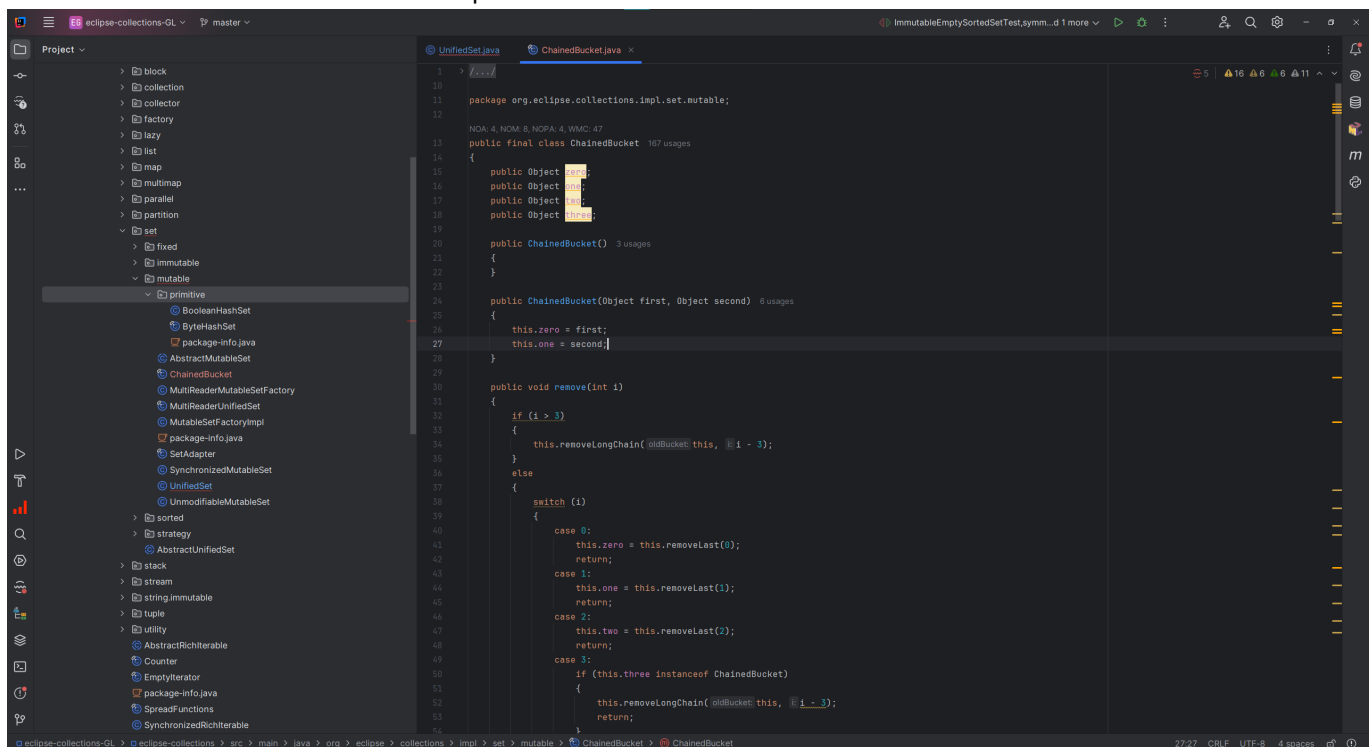 EG eclipse-collections-GL master
ImmutableEmptySortedSetTest,symm...d 1 more
Project
UnifiedSet.java
ChainedBucket.java
block
collection
collector
factory
lazy
list
map
multimap
parallel
partition
set
fixed
immutable
mutable
primitive
BooleanHashSet
ByteHashSet
package-info.java
AbstractMutableSet
ChainedBucket
MultiReaderMutableSetFactory
MultiReaderUnifiedSet
MutableSetFactoryImpl
package-info.java
SetAdapter
SynchronizedMutableSet
UnifiedSet
UnmodifiableMutableSet
sorted
strategy
AbstractUnifiedSet
stack
stream
string.immutable
tuple
utility
AbstractRichIterable
Counter
EmptyIterator
package-info.java
SpreadFunctions
SynchronizedRichIterable
5 16 6 6 11
1 /.../
10
11 package org.eclipse.collections.impl.set.mutable;
12
NOA: 4, NOM: 8, NOPA: 4, WMC: 47
13 public final class ChainedBucket 167 usages
14 {
15 public Object zero;
16 public Object one;
17 public Object two;
18 public Object three;
19
20 public ChainedBucket() 3 usages
21 {
22 }
23
24 public ChainedBucket(Object first, Object second) 6 usages
25 {
26 this.zero = first;
27 this.one = second;
28 }
29
30 public void remove(int i)
31 {
32 if (i > 3)
33 {
34 this.removeLongChain( oldBucket: this, i: i - 3);
35 }
36 else
37 {
38 switch (i)
39 {
40 case 0:
41 this.zero = this.removeLast(0);
42 return;
43 case 1:
44 this.one = this.removeLast(1);
45 return;
46 case 2:
47 this.two = this.removeLast(2);
48 return;
49 case 3:
50 if (this.three instanceof ChainedBucket)
51 {
52 this.removeLongChain( oldBucket: this, i: i - 3);
53 return;
54 }
eclipse-collections-GL > eclipse-collections > src > main > java > org > eclipse > collections > impl > set > mutable > ChainedBucket > ChainedBucket
27:27 CRLF UTF-8 4 spaces